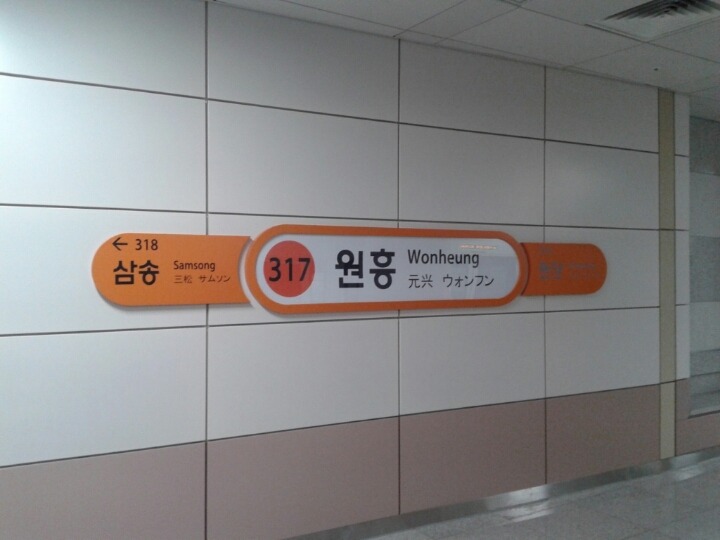 ← 318
삼송 Samsong
三松 サムソン
317 원흥 Wonheung
元兴 ウォンフン